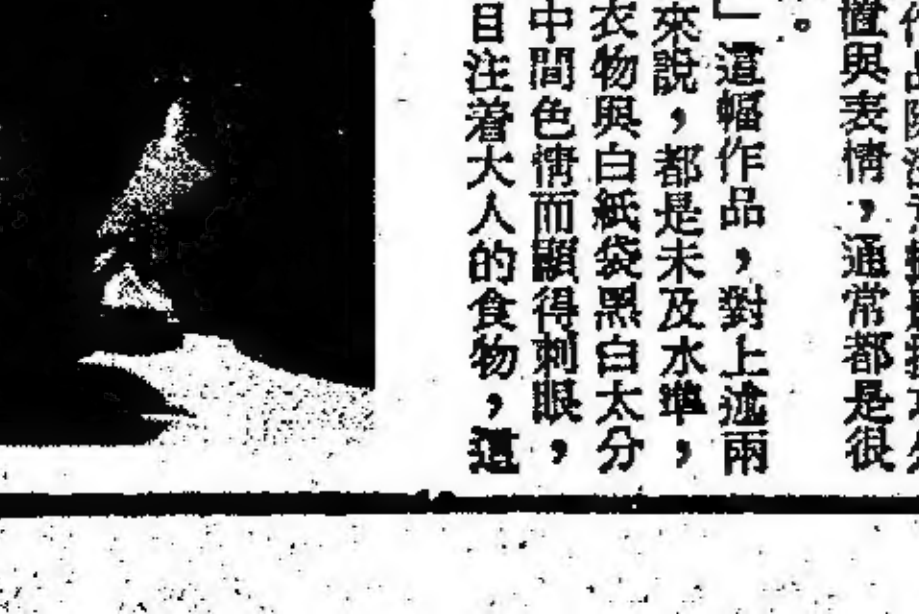 置與表情，通常都是很
。
」這幅作品，對上述兩
來說，都是未及水準，
衣物與白紙袋黑白太分
中間色情而顯得刺眼，
目注着大人的食物，這